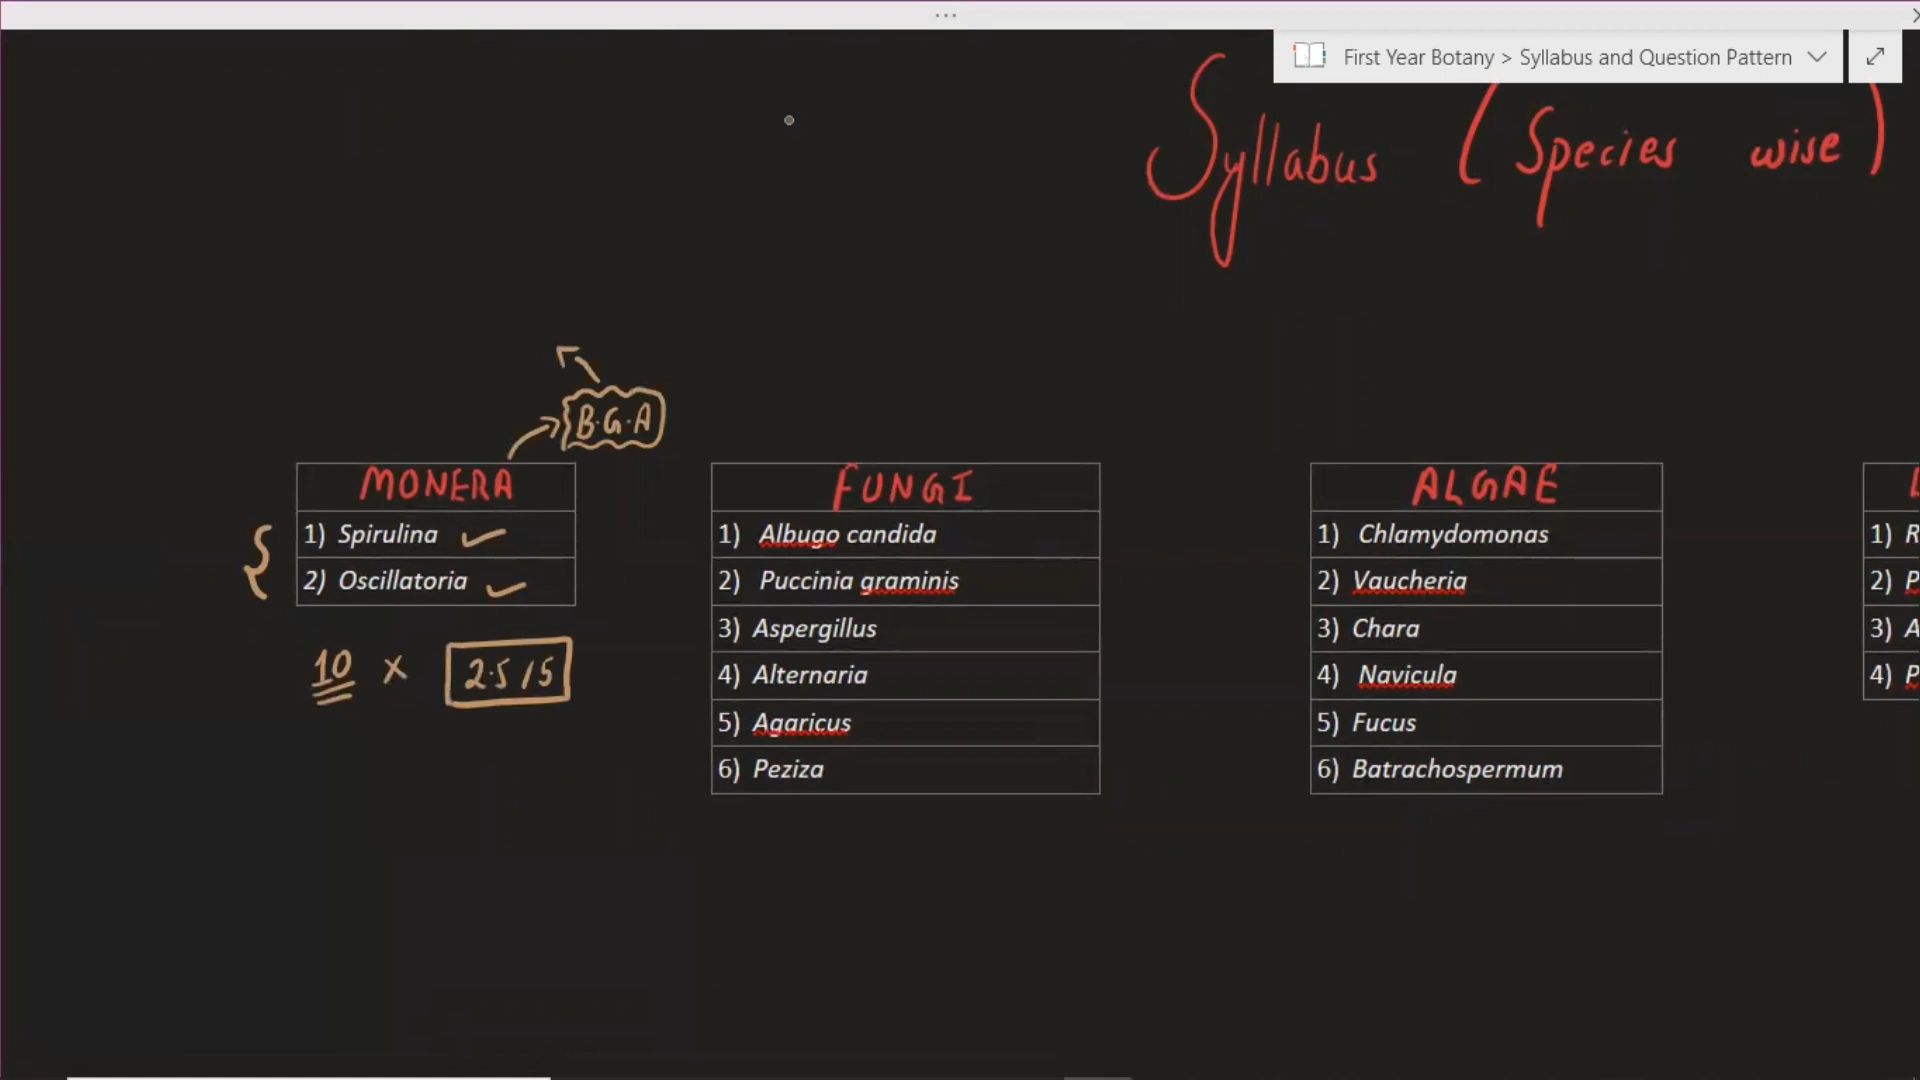 First Year Botany > Syllabus and Question Pattern
Syllabus (Species wise)
B.G.A
MONERA
1) Spirulina
2) Oscillatoria
10 x 2.5/5
FUNGI
1) Albugo candida
2) Puccinia graminis
3) Aspergillus
4) Alternaria
5) Agaricus
6) Peziza
ALGAE
1) Chlamydomonas
2) Vaucheria
3) Chara
4) Navicula
5) Fucus
6) Batrachospermum
1) R
2) P
3) A
4) P